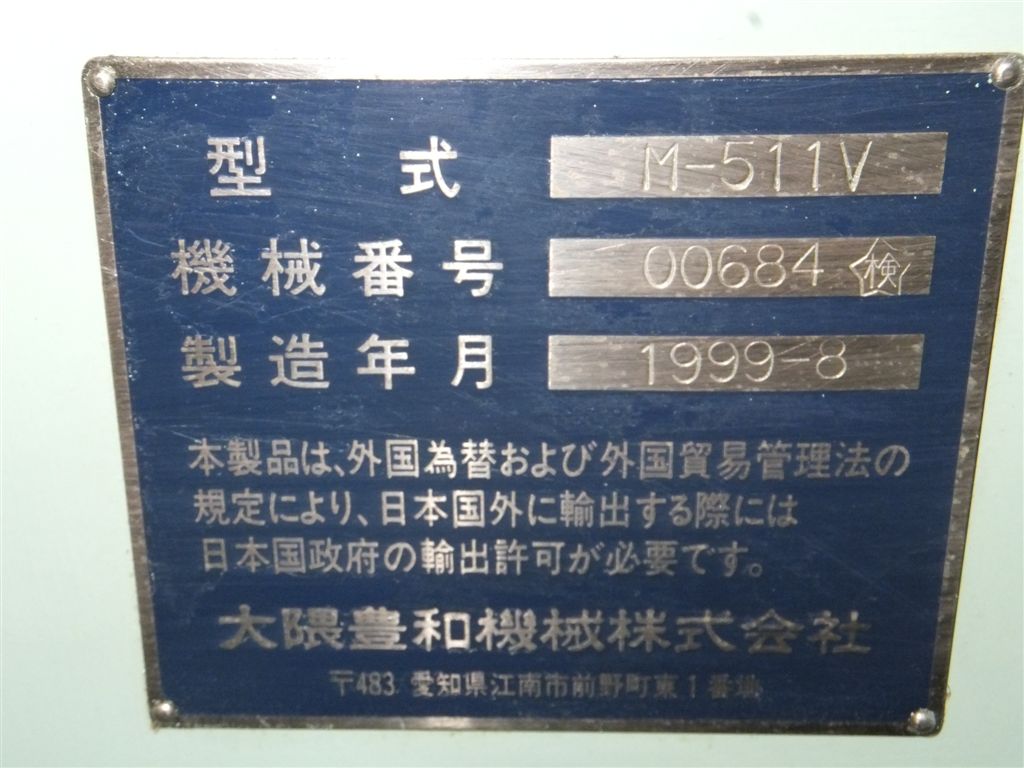 型式 M-511V
機械番号 00684 検
製造年月 1999-8
本製品は、外国為替および外国貿易管理法の
規定により、日本国外に輸出する際には
日本国政府の輸出許可が必要です。
大隈豊和機械株式会社
〒483 愛知県江南市前野町東1番地